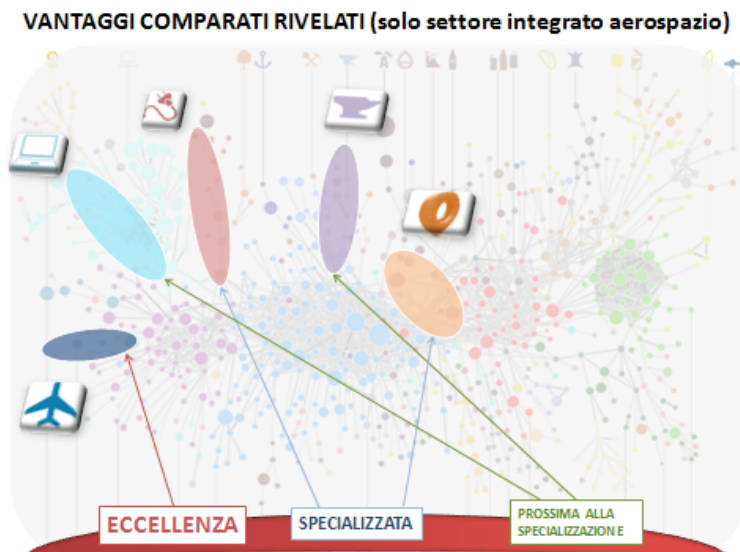 VANTAGGI COMPARATI RIVELATI (solo settore integrato aerospazio)
ECCELLENZA
SPECIALIZZATA
PROSSIMA ALLA
SPECIALIZZAZIONE